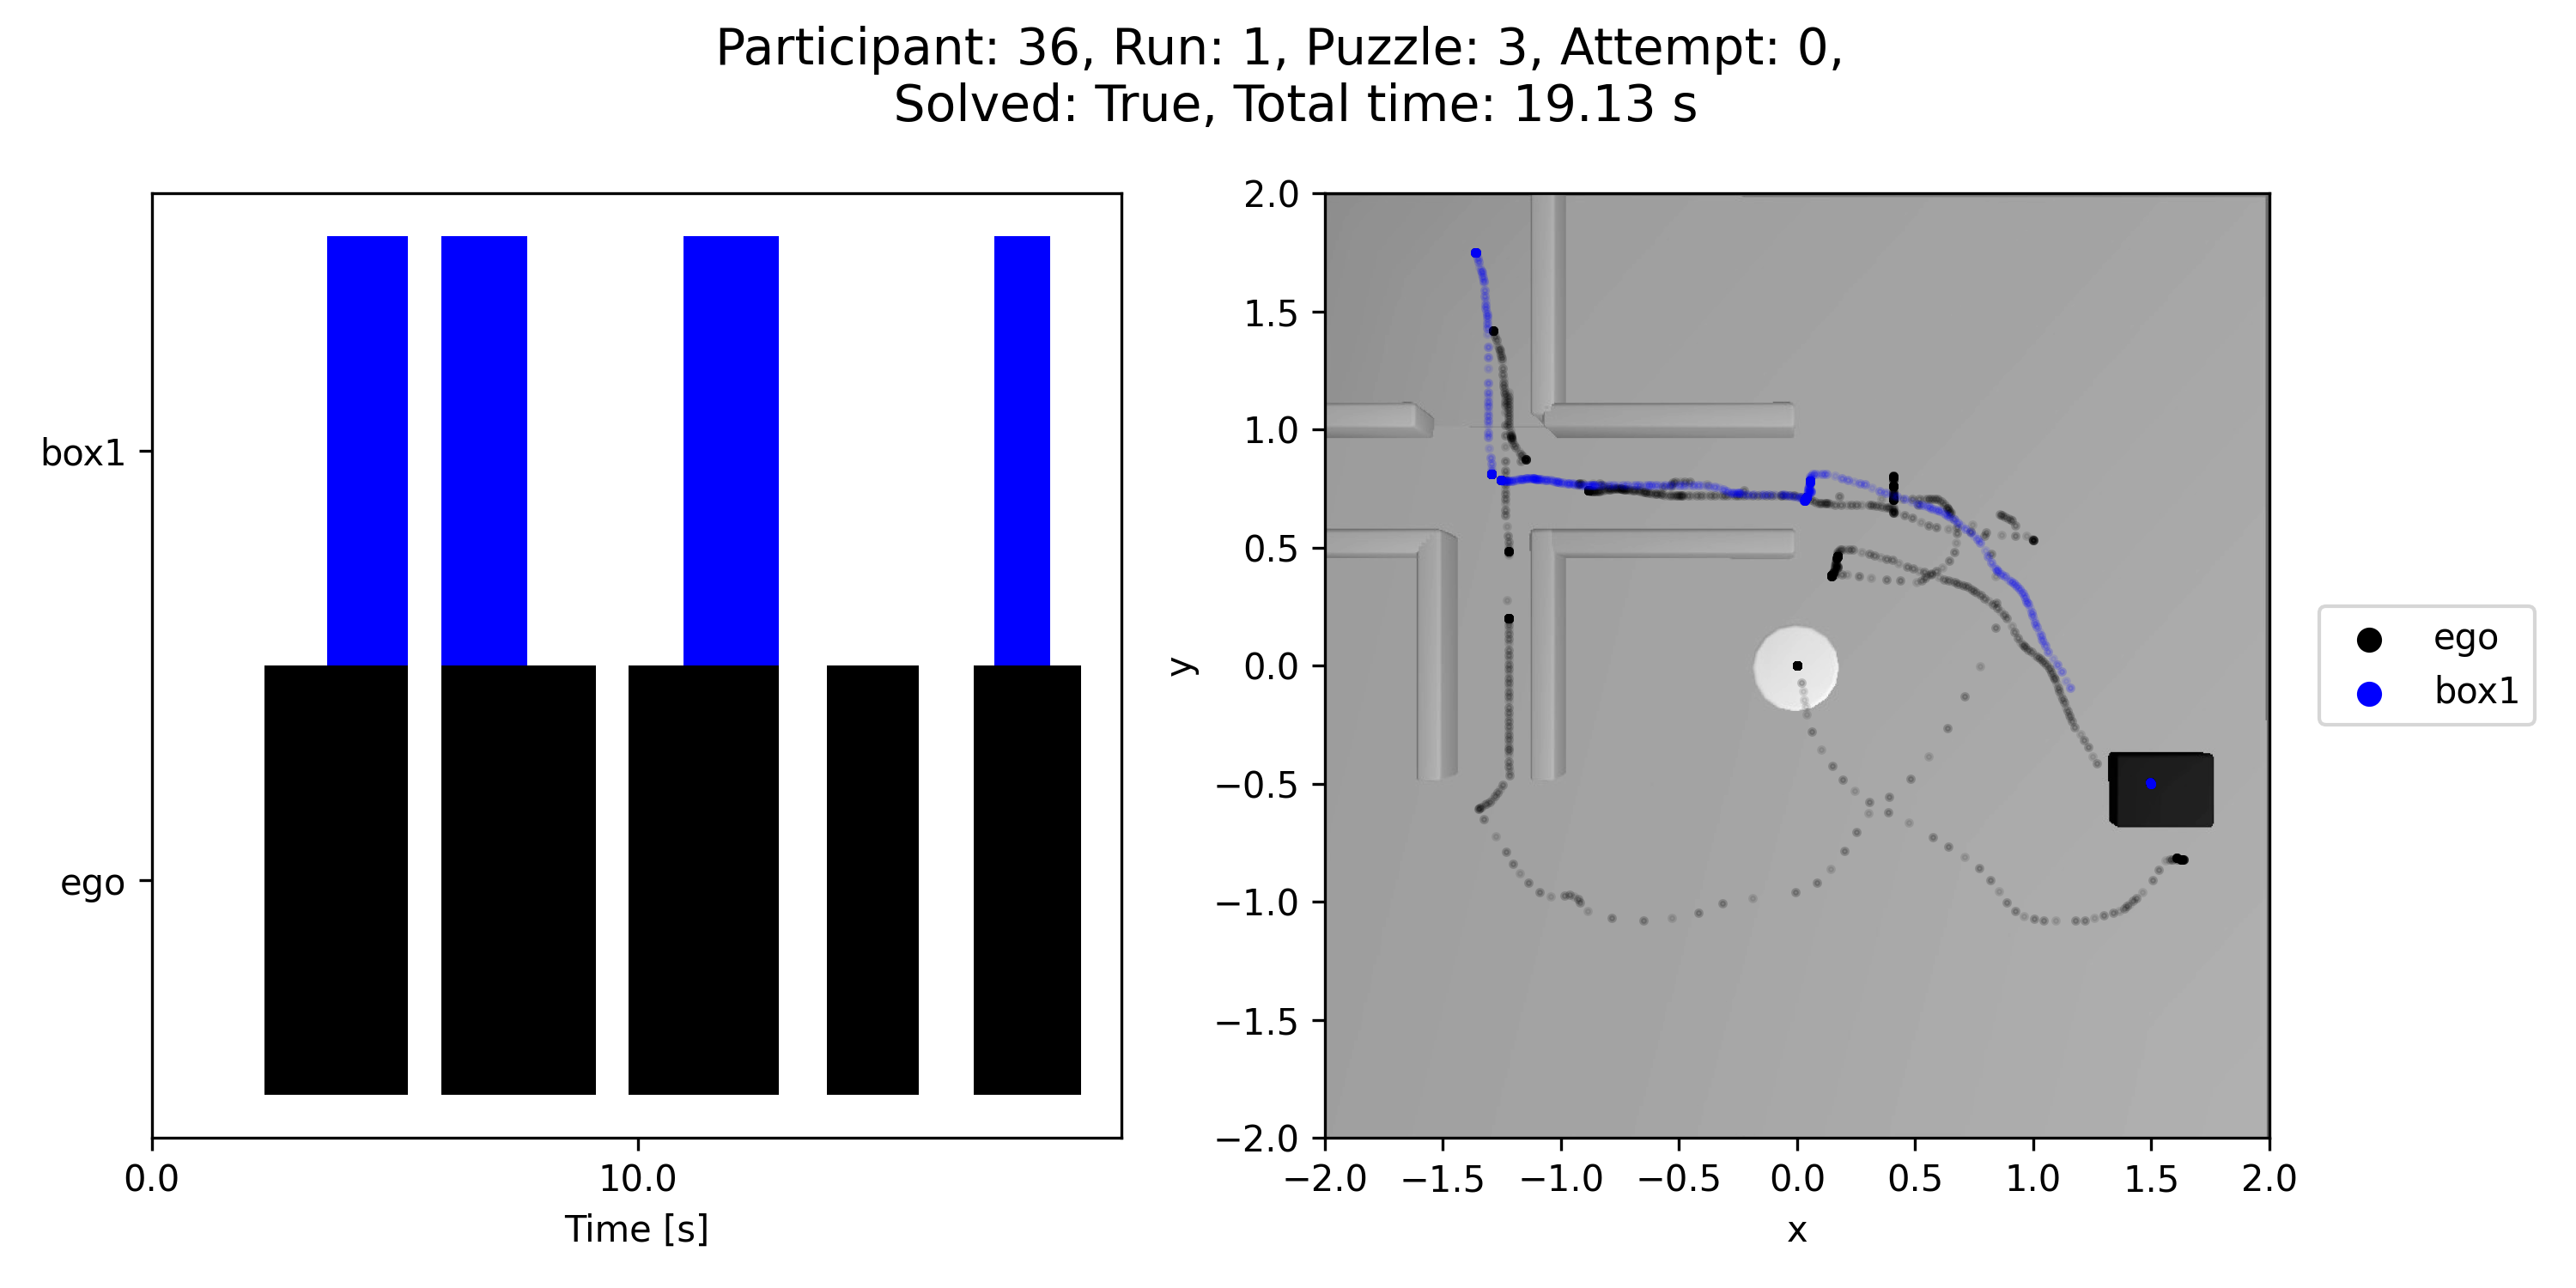 Participant: 36, Run: 1, Puzzle: 3, Attempt: 0,
Solved: True, Total time: 19.13 s
box1
ego
0.0
10.0
Time [s]
2.0
1.5
1.0
0.5
0.0
−0.5
−1.0
−1.5
−2.0
y
−2.0
−1.5
−1.0
−0.5
0.0
0.5
1.0
1.5
2.0
x
ego
box1